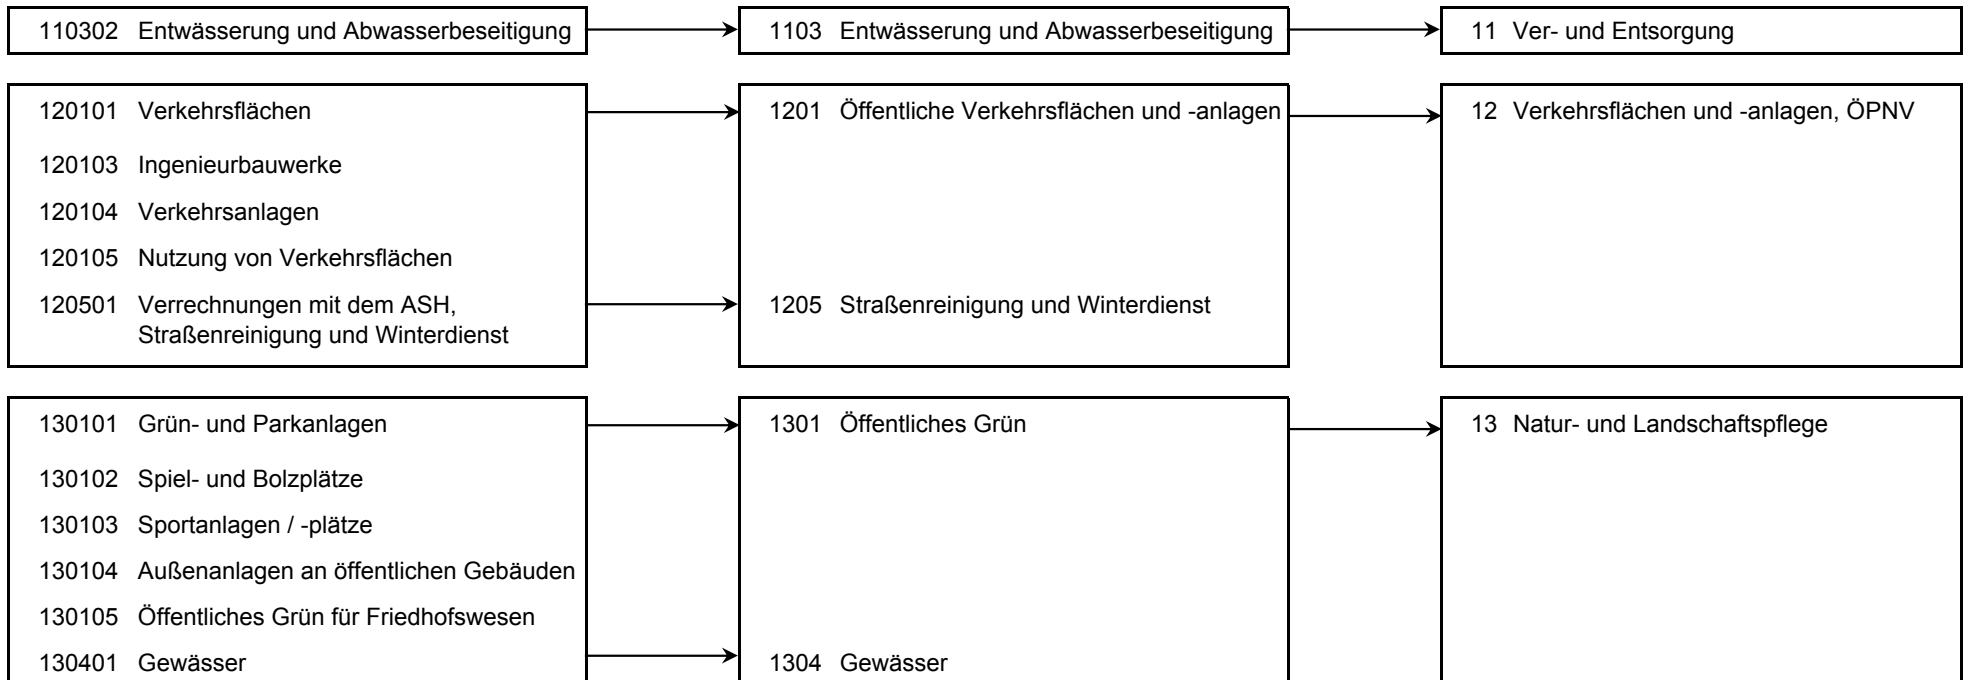 110302 Entwässerung und Abwasserbeseitigung 1103 Entwässerung und Abwasserbeseitigung 11 Ver- und Entsorgung
120101 Verkehrsflächen 1201 Öffentliche Verkehrsflächen und -anlagen 12 Verkehrsflächen und -anlagen, ÖPNV
120103 Ingenieurbauwerke
120104 Verkehrsanlagen
120105 Nutzung von Verkehrsflächen
120501 Verrechnungen mit dem ASH, 1205 Straßenreinigung und Winterdienst
Straßenreinigung und Winterdienst
130101 Grün- und Parkanlagen 1301 Öffentliches Grün 13 Natur- und Landschaftspflege
130102 Spiel- und Bolzplätze
130103 Sportanlagen / -plätze
130104 Außenanlagen an öffentlichen Gebäuden
130105 Öffentliches Grün für Friedhofswesen
130401 Gewässer 1304 Gewässer